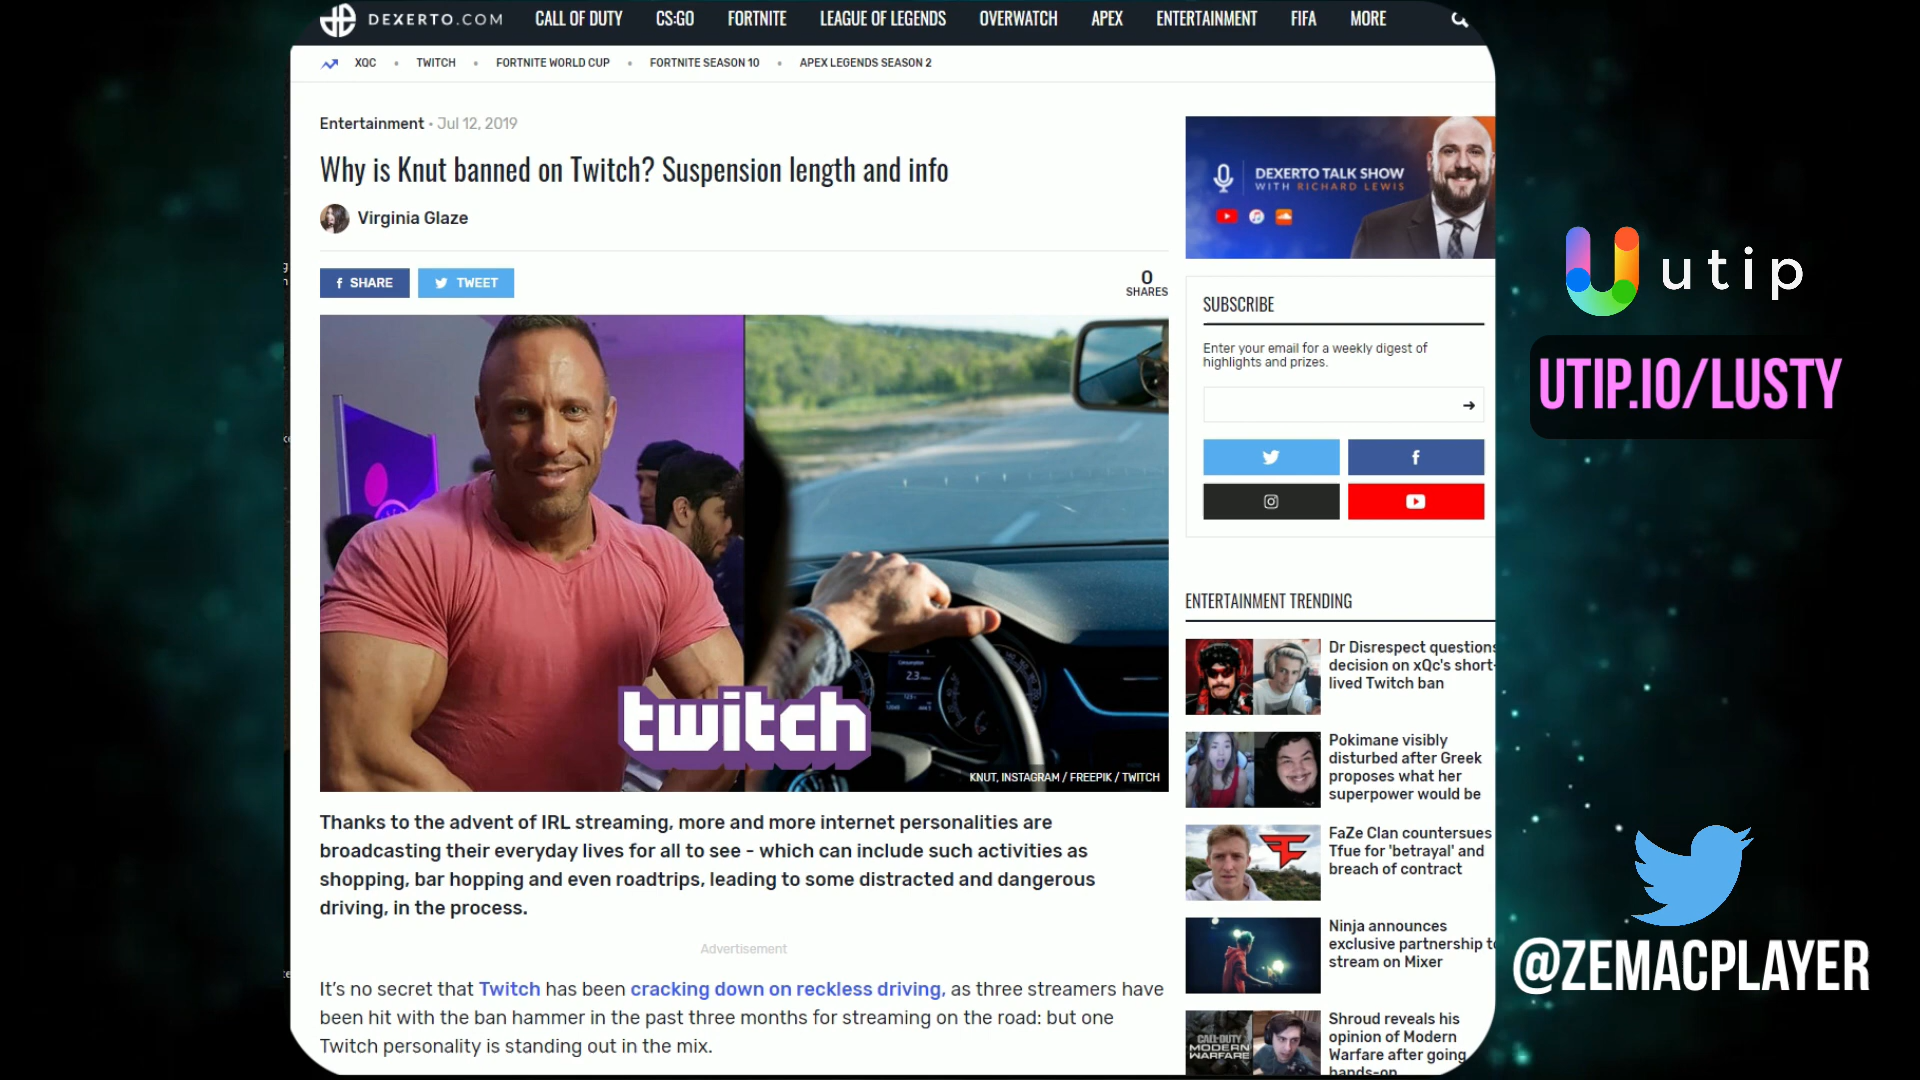 DEXERTO.COM
CALL OF DUTY CS:GO FORTNITE LEAGUE OF LEGENDS OVERWATCH APEX ENTERTAINMENT FIFA MORE
XQC • TWITCH • FORTNITE WORLD CUP • FORTNITE SEASON 10 • APEX LEGENDS SEASON 2
Entertainment • Jul 12, 2019
Why is Knut banned on Twitch? Suspension length and info
Virginia Glaze
SHARE
TWEET
0
SHARES
twitch
Consumption
2.3
KNUT, INSTAGRAM / FREEPIK / TWITCH
Thanks to the advent of IRL streaming, more and more internet personalities are
broadcasting their everyday lives for all to see - which can include such activities as
shopping, bar hopping and even roadtrips, leading to some distracted and dangerous
driving, in the process.
Advertisement
It's no secret that Twitch has been cracking down on reckless driving, as three streamers have
been hit with the ban hammer in the past three months for streaming on the road: but one
Twitch personality is standing out in the mix.
DEXERTO TALK SHOW
WITH RICHARD LEWIS
SUBSCRIBE
Enter your email for a weekly digest of
highlights and prizes.
ENTERTAINMENT TRENDING
Dr Disrespect questions
decision on xQc's short-
lived Twitch ban
Pokimane visibly
disturbed after Greek
proposes what her
superpower would be
FaZe Clan countersues
Tfue for 'betrayal' and
breach of contract
Ninja announces
exclusive partnership to
stream on Mixer
CALL OF DUTY
MODERN
WARFARE
Shroud reveals his
opinion of Modern
Warfare after going
hands-on
utip
UTIP.IO/LUSTY
@ZEMACPLAYER